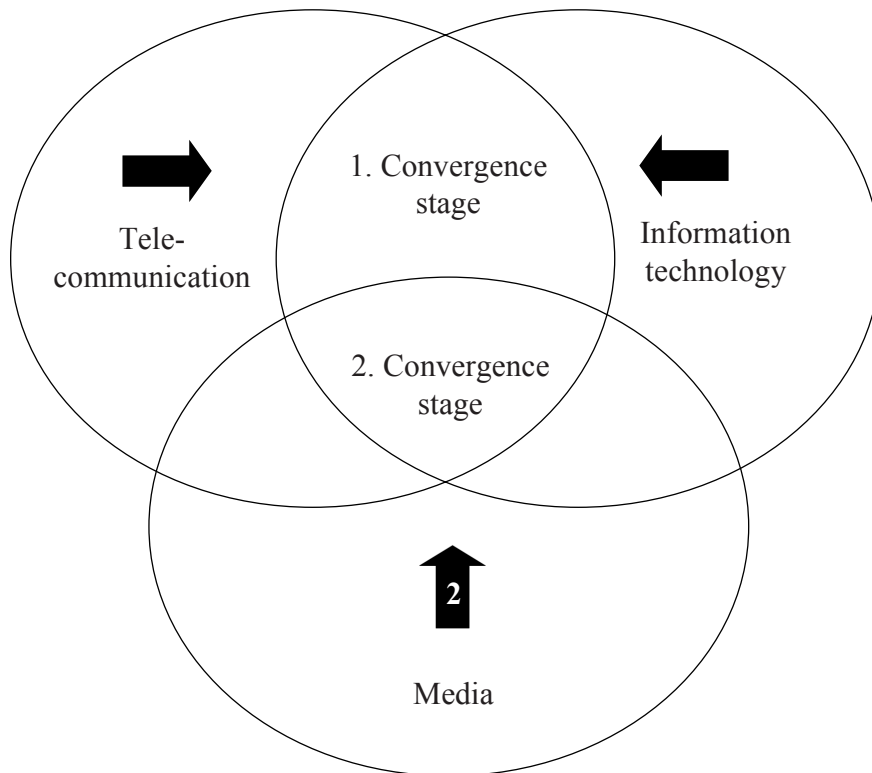 1. Convergence
stage
Tele-
communication
Information
technology
2. Convergence
stage
2
Media